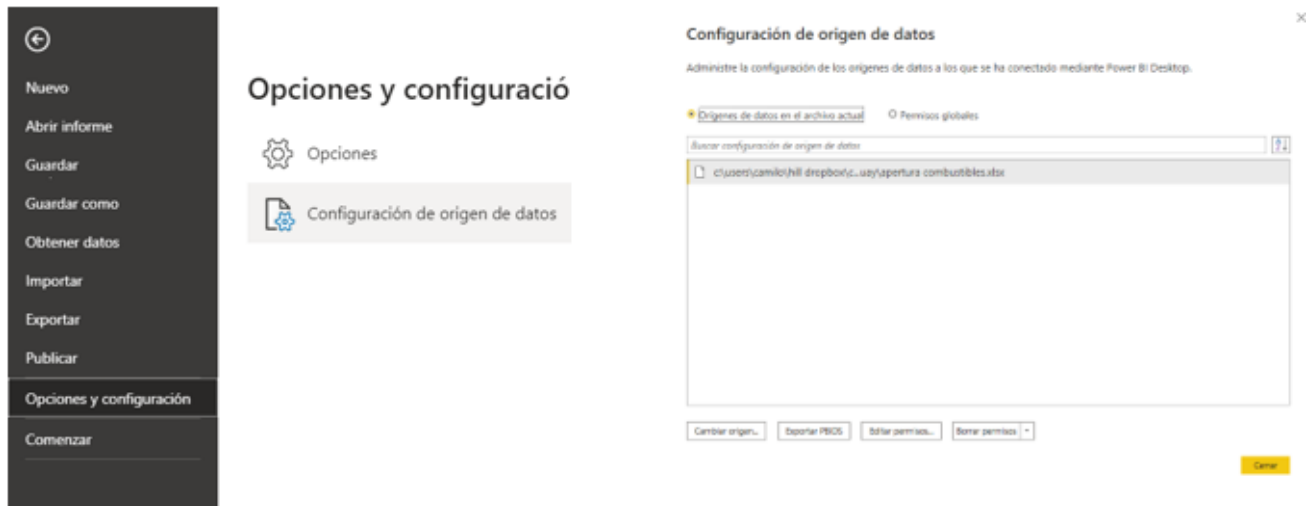 Nuevo
Abrir informe
Guardar
Guardar como
Obtener datos
Importar
Exportar
Publicar
Opciones y configuración
Comenzar
Opciones y configuració
Opciones
Configuración de origen de datos
Configuración de origen de datos
Administre la configuración de los orígenes de datos a los que se ha conectado mediante Power BI Desktop.
Orígenes de datos en el archivo actual Permisos globales
Buscar configuración de origen de datos
c:\users\camilo\hill dropbox\c...uay\apertura combustibles.xlsx
Cambiar origen... Exportar PBIDS Editar permisos... Borrar permisos
Cerrar